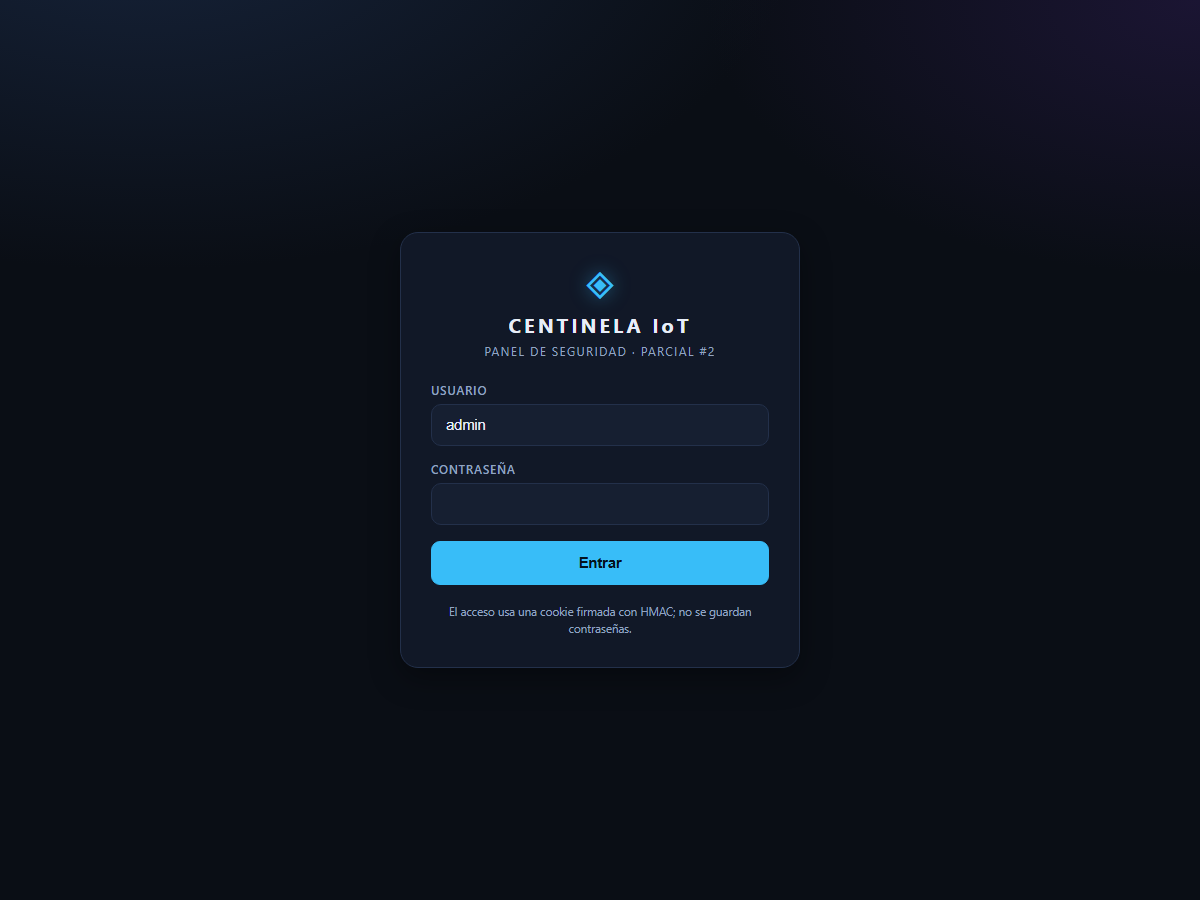 CENTINELA IoT
PANEL DE SEGURIDAD · PARCIAL #2
USUARIO
admin
CONTRASEÑA
Entrar
El acceso usa una cookie firmada con HMAC; no se guardan
contraseñas.